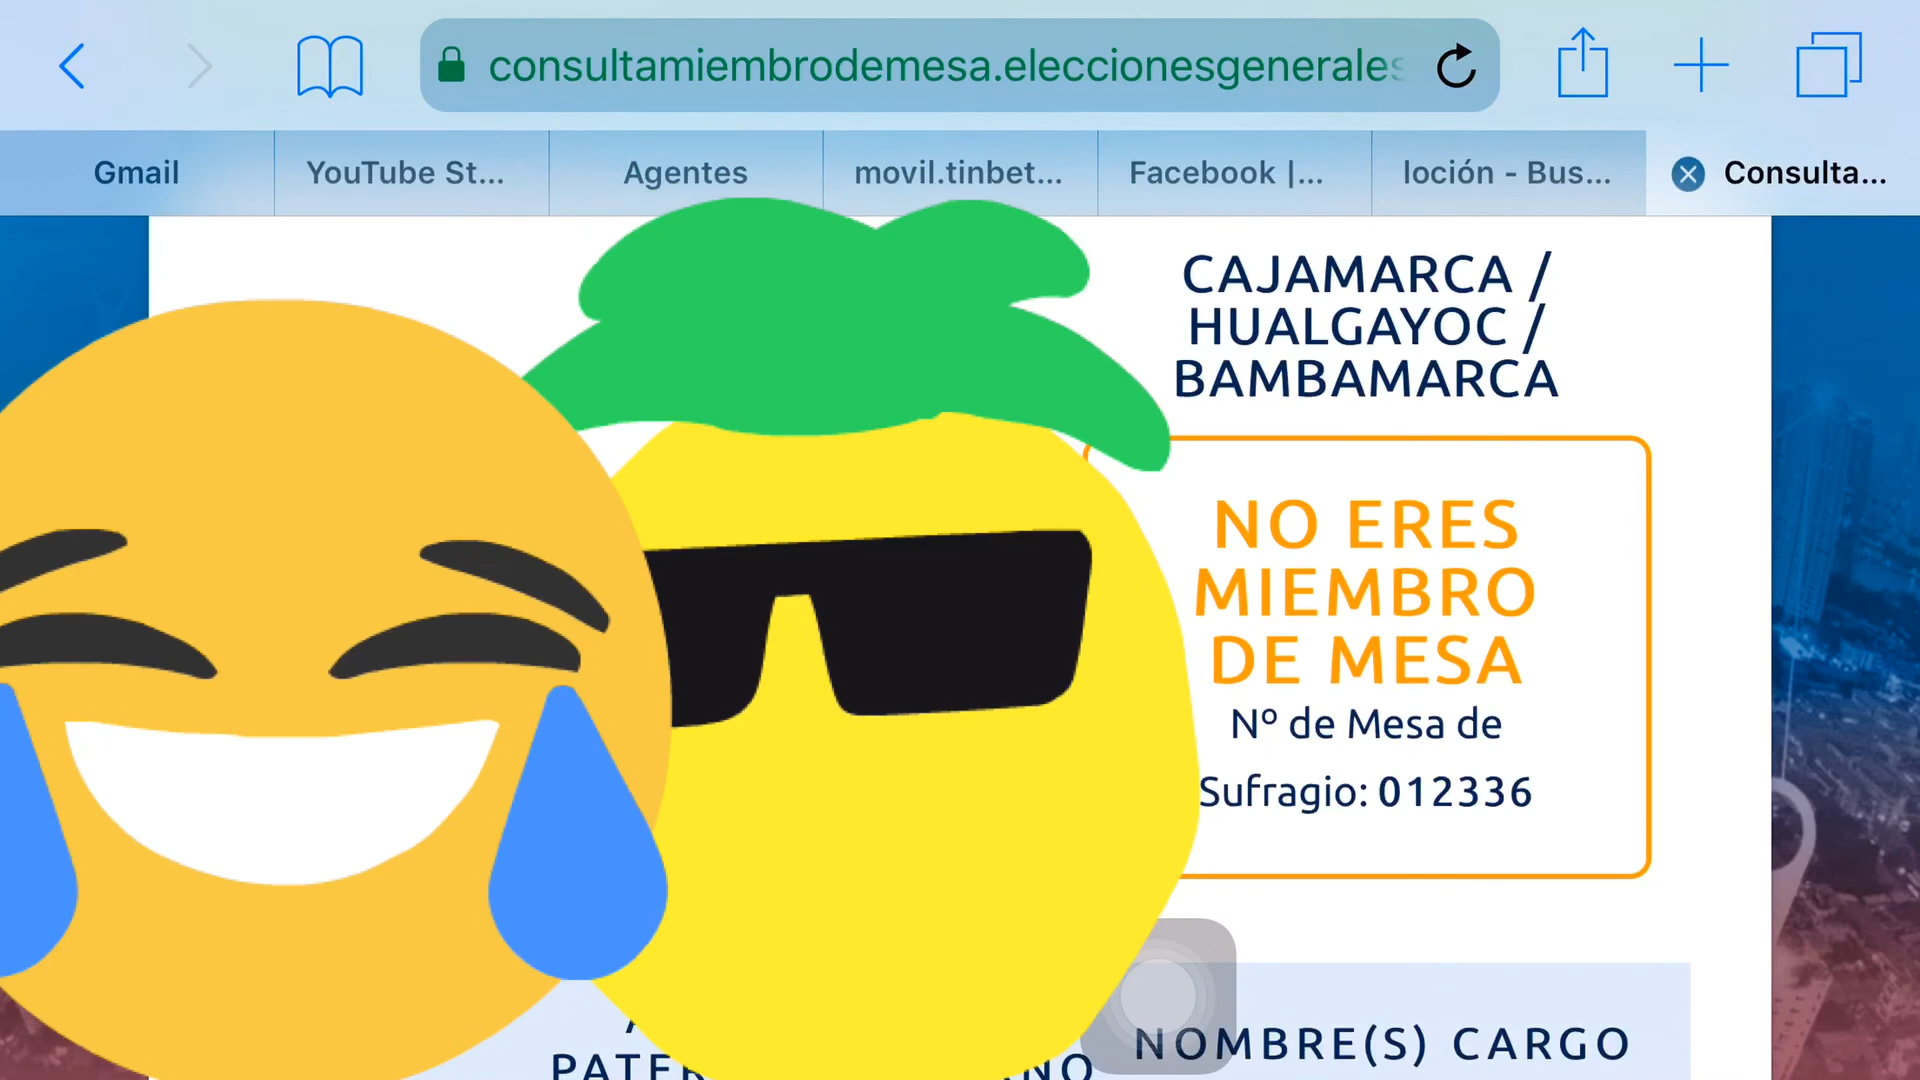 consultamiembrodemesa.eleccionesgenerales
Gmail
YouTube St...
Agentes
movil.tinbet...
Facebook |...
loción - Bus...
Consulta...
CAJAMARCA /
HUALGAYOC /
BAMBAMARCA
NO ERES
MIEMBRO
DE MESA
Nº de Mesa de
Sufragio: 012336
NOMBRE(S) CARGO